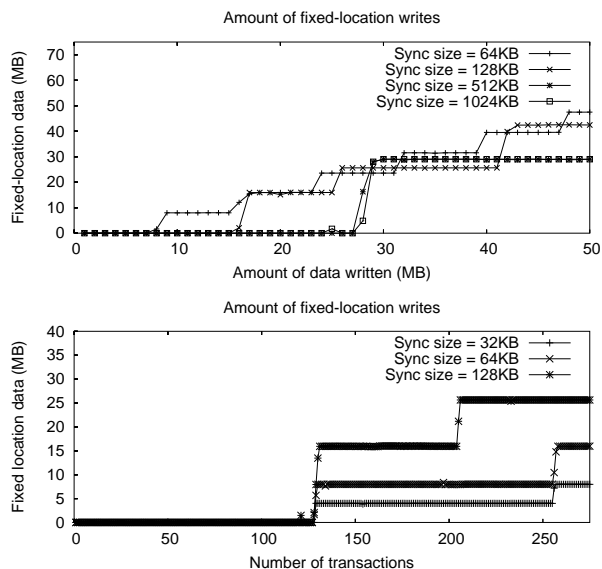 Amount of fixed-location writes
Fixed-location data (MB)
70
60
50
40
30
20
10
0
Sync size = 64KB
Sync size = 128KB
Sync size = 512KB
Sync size = 1024KB
0 10 20 30 40 50
Amount of data written (MB)
Amount of fixed-location writes
Fixed location data (MB)
40
35
30
25
20
15
10
5
0
Sync size = 32KB
Sync size = 64KB
Sync size = 128KB
0 50 100 150 200 250
Number of transactions